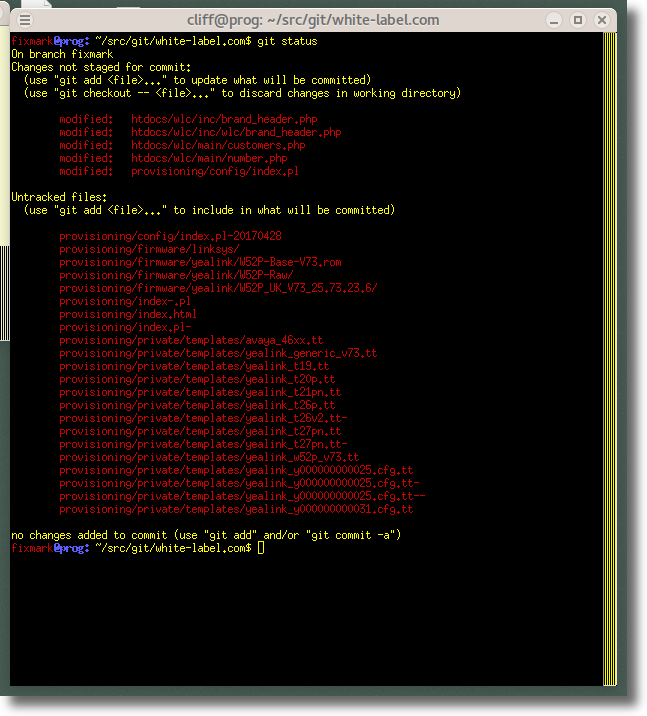 cliff@prog: ~/src/git/white-label.com
fixmark@prog: ~/src/git/white-label.com$ git status
On branch fixmark
Changes not staged for commit:
  (use "git add <file>..." to update what will be committed)
  (use "git checkout -- <file>..." to discard changes in working directory)
modified:   htdocs/wlc/inc/brand_header.php
modified:   htdocs/wlc/inc/wlc/brand_header.php
modified:   htdocs/wlc/main/customers.php
modified:   htdocs/wlc/main/number.php
modified:   provisioning/config/index.pl
Untracked files:
  (use "git add <file>..." to include in what will be committed)
provisioning/config/index.pl-20170428
provisioning/firmware/linksys/
provisioning/firmware/yealink/W52P-Base-V73.rom
provisioning/firmware/yealink/W52P-Raw/
provisioning/firmware/yealink/W52P_UK_V73_25.73.23.6/
provisioning/index-.pl
provisioning/index.html
provisioning/index.pl-
provisioning/private/templates/avaya_46xx.tt
provisioning/private/templates/yealink_generic_v73.tt
provisioning/private/templates/yealink_t19.tt
provisioning/private/templates/yealink_t20p.tt
provisioning/private/templates/yealink_t21pn.tt
provisioning/private/templates/yealink_t26p.tt
provisioning/private/templates/yealink_t26v2.tt-
provisioning/private/templates/yealink_t27pn.tt
provisioning/private/templates/yealink_t27pn.tt-
provisioning/private/templates/yealink_w52p_v73.tt
provisioning/private/templates/yealink_y000000000025.cfg.tt
provisioning/private/templates/yealink_y000000000025.cfg.tt-
provisioning/private/templates/yealink_y000000000025.cfg.tt--
provisioning/private/templates/yealink_y000000000031.cfg.tt
no changes added to commit (use "git add" and/or "git commit -a")
fixmark@prog: ~/src/git/white-label.com$